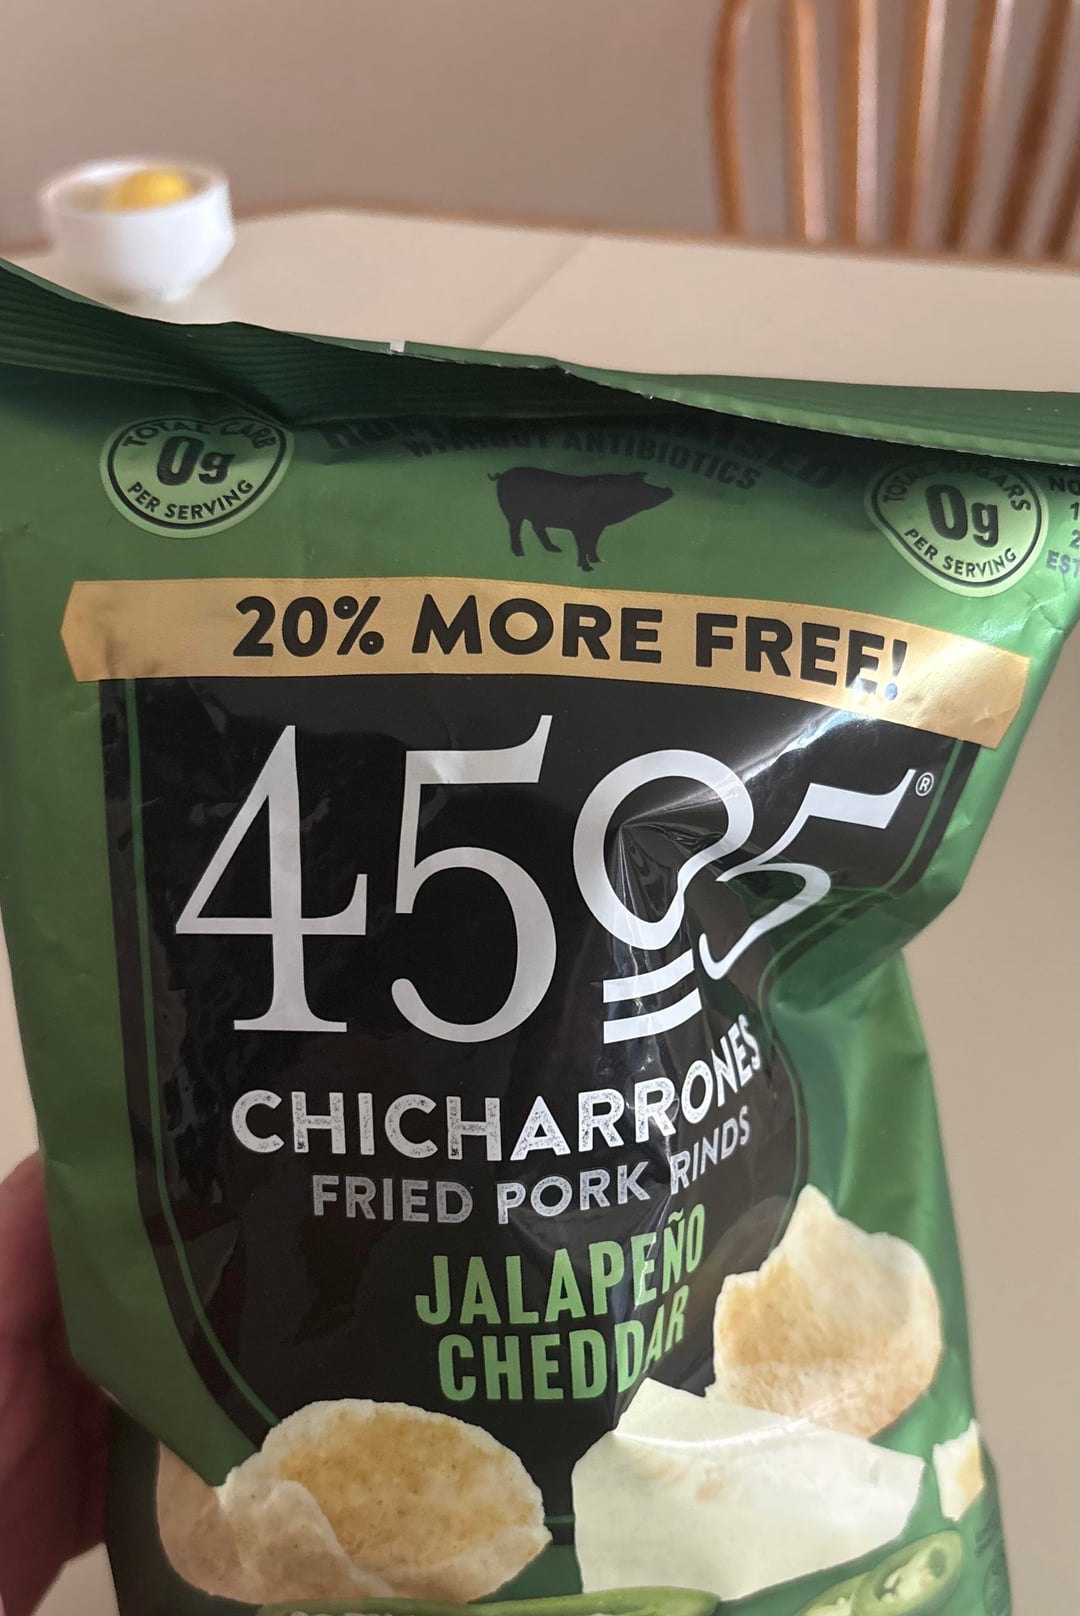 TOTAL CARB
0g
PER SERVING
WITHOUT ANTIBIOTICS
TOTAL SUGARS
0g
PER SERVING
20% MORE FREE!
4505®
CHICHARRONES
FRIED PORK RINDS
JALAPEÑO
CHEDDAR